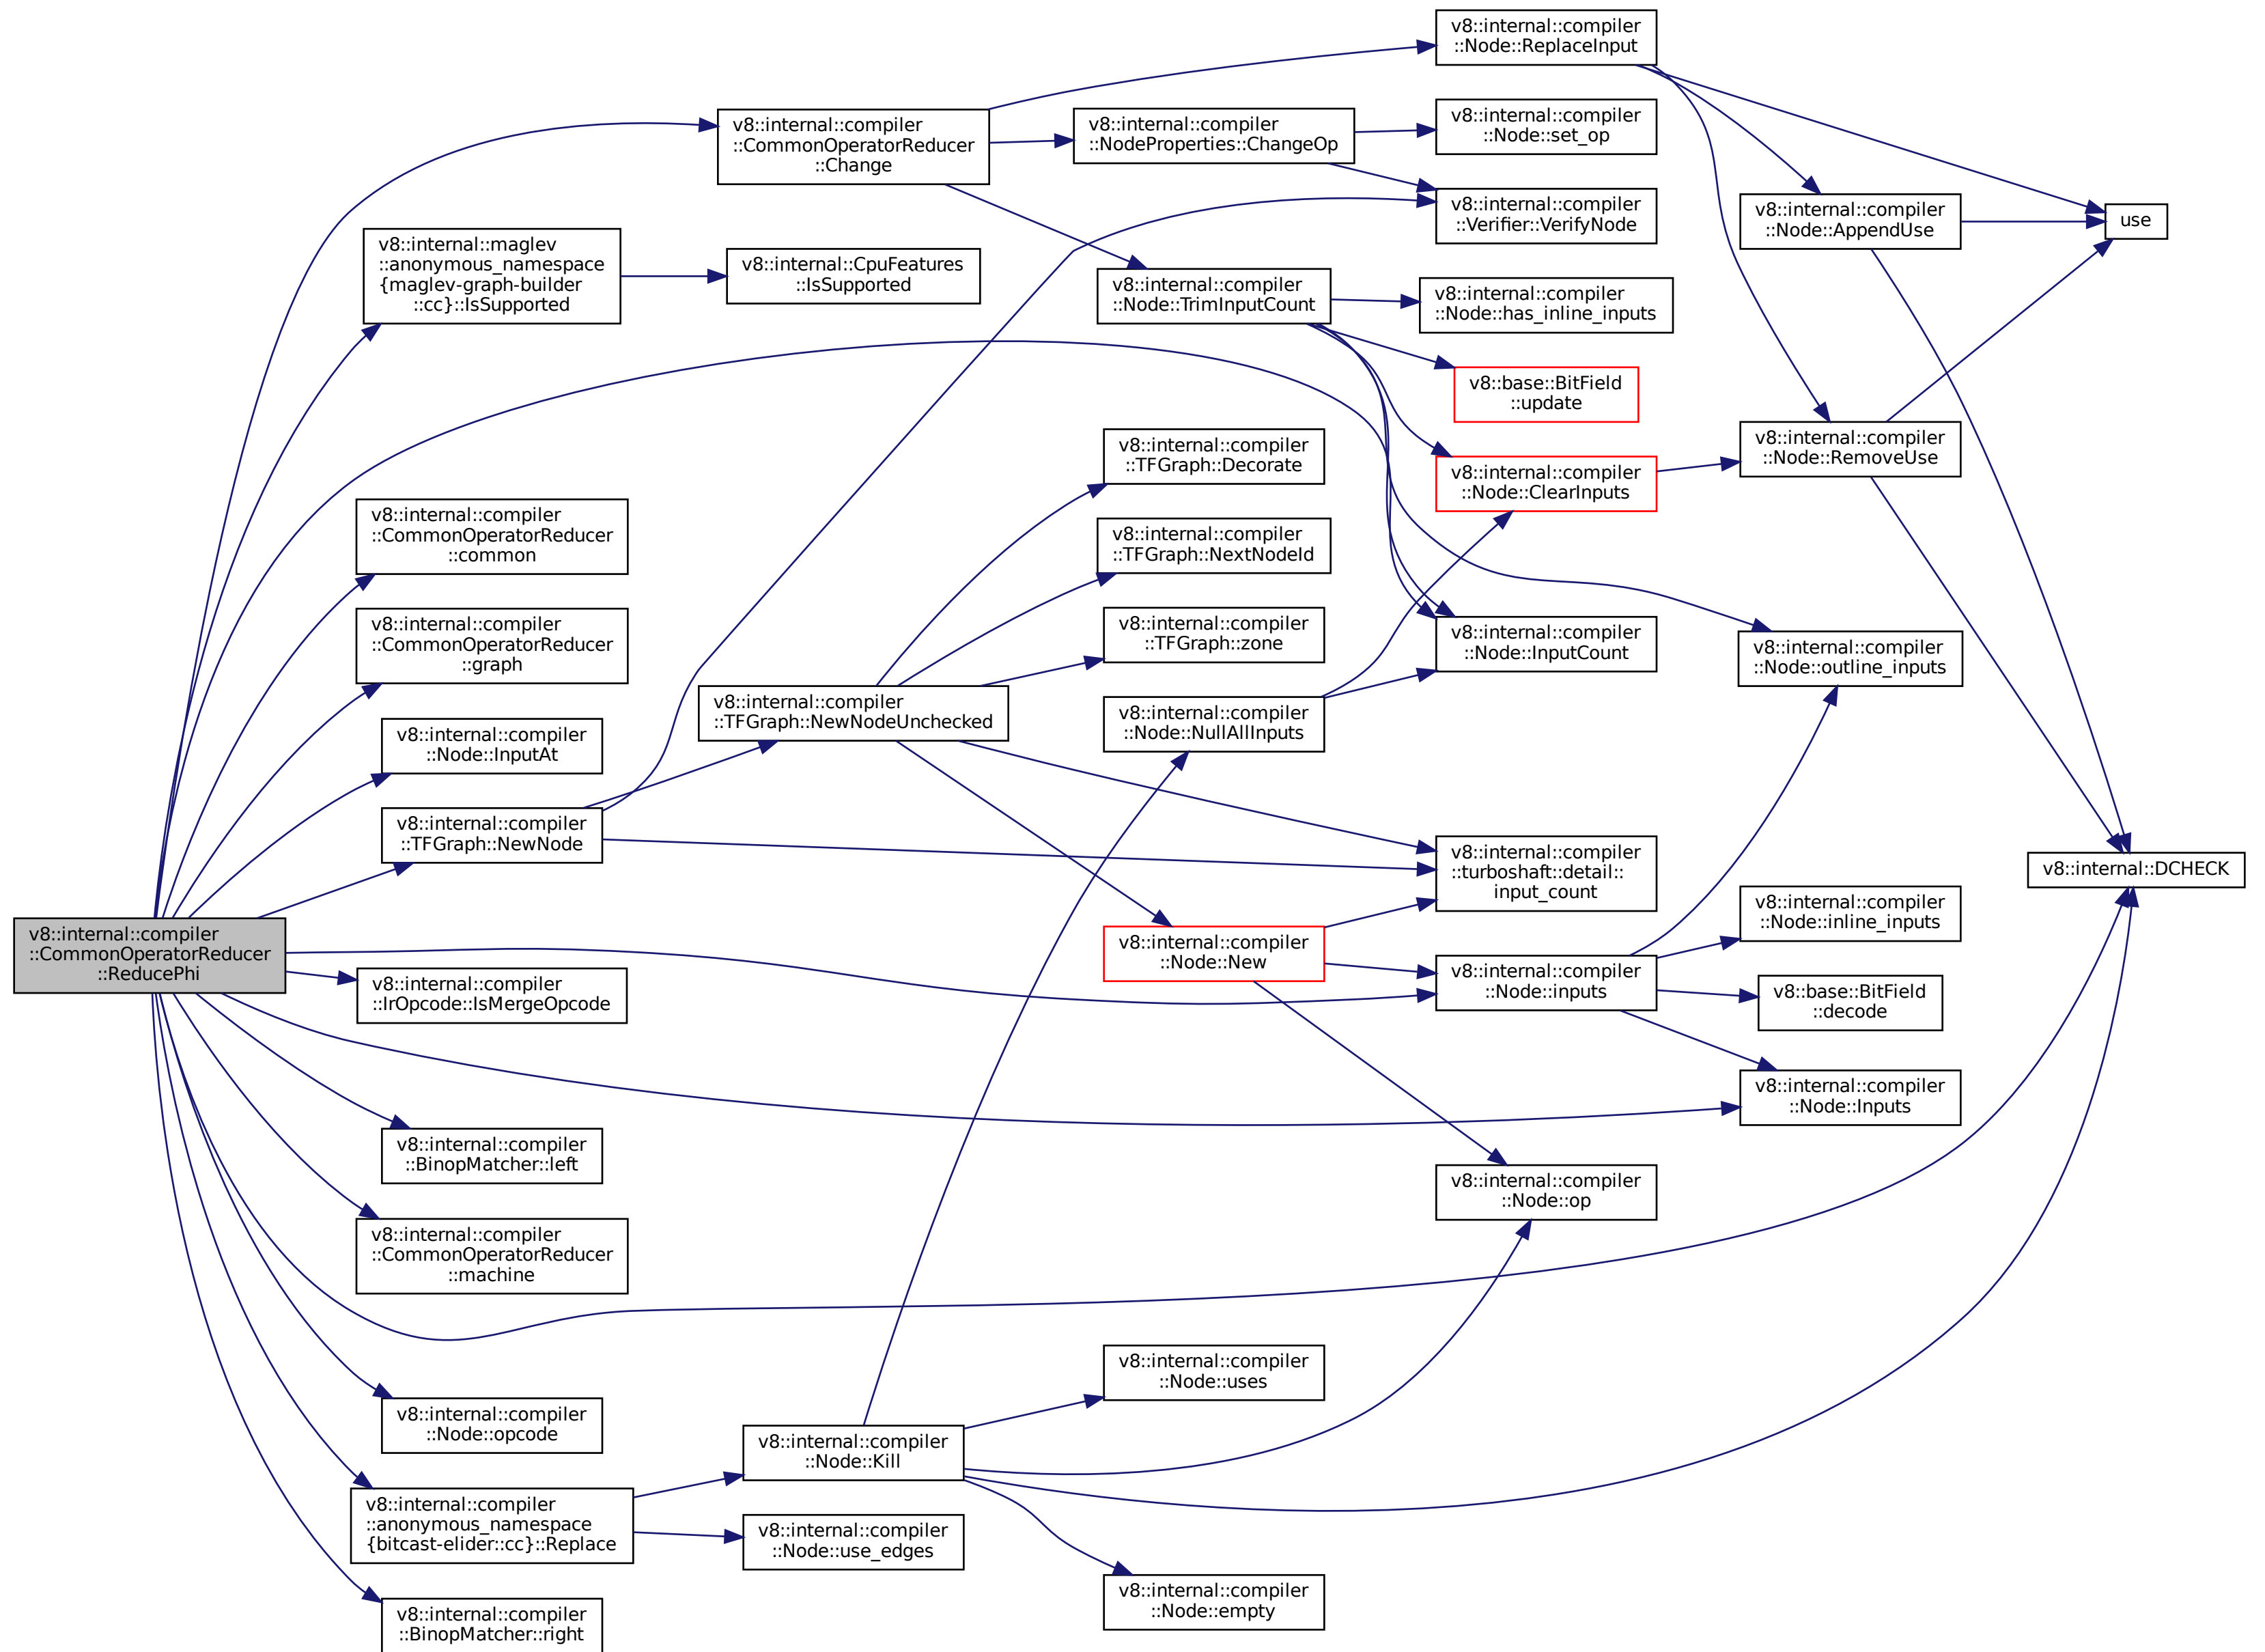 v8::internal::compiler
::Node::ReplaceInput
v8::internal::compiler
::CommonOperatorReducer
::Change
v8::internal::compiler
::NodeProperties::ChangeOp
v8::internal::compiler
::Node::set_op
v8::internal::compiler
::Verifier::VerifyNode
v8::internal::compiler
::Node::AppendUse
use
v8::internal::maglev
::anonymous_namespace
{maglev-graph-builder
::cc}::IsSupported
v8::internal::CpuFeatures
::IsSupported
v8::internal::compiler
::Node::TrimInputCount
v8::internal::compiler
::Node::has_inline_inputs
v8::base::BitField
::update
v8::internal::compiler
::TFGraph::Decorate
v8::internal::compiler
::Node::ClearInputs
v8::internal::compiler
::Node::RemoveUse
v8::internal::compiler
::CommonOperatorReducer
::common
v8::internal::compiler
::TFGraph::NextNodeId
v8::internal::compiler
::CommonOperatorReducer
::graph
v8::internal::compiler
::TFGraph::zone
v8::internal::compiler
::Node::InputCount
v8::internal::compiler
::Node::outline_inputs
v8::internal::compiler
::Node::InputAt
v8::internal::compiler
::TFGraph::NewNodeUnchecked
v8::internal::compiler
::Node::NullAllInputs
v8::internal::compiler
::TFGraph::NewNode
v8::internal::compiler
::turboshaft::detail::
input_count
v8::internal::DCHECK
v8::internal::compiler
::CommonOperatorReducer
::ReducePhi
v8::internal::compiler
::IrOpcode::IsMergeOpcode
v8::internal::compiler
::Node::New
v8::internal::compiler
::Node::inputs
v8::internal::compiler
::Node::inline_inputs
v8::base::BitField
::decode
v8::internal::compiler
::Node::Inputs
v8::internal::compiler
::BinopMatcher::left
v8::internal::compiler
::Node::op
v8::internal::compiler
::CommonOperatorReducer
::machine
v8::internal::compiler
::Node::opcode
v8::internal::compiler
::Node::Kill
v8::internal::compiler
::Node::uses
v8::internal::compiler
::anonymous_namespace
{bitcast-elider::cc}::Replace
v8::internal::compiler
::Node::use_edges
v8::internal::compiler
::Node::empty
v8::internal::compiler
::BinopMatcher::right